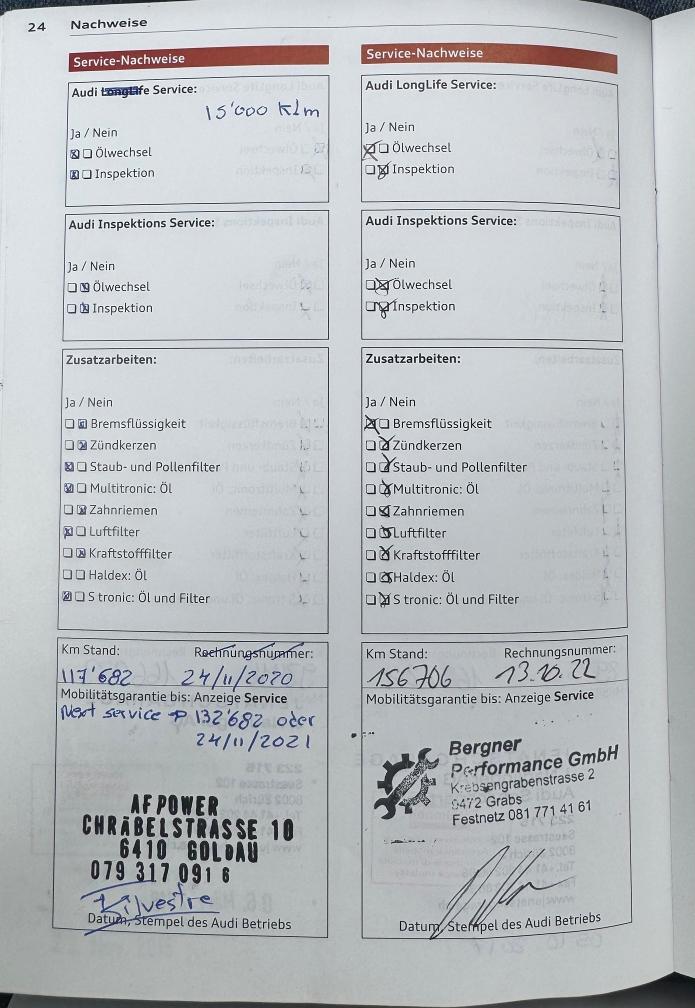 24 Nachweise
Service-Nachweise
Audi LongLife Service:
15'000 Klm
Ja / Nein
Ölwechsel
Inspektion
Audi Inspektions Service:
Ja / Nein
Ölwechsel
Inspektion
Zusatzarbeiten:
Ja / Nein
Bremsflüssigkeit
Zündkerzen
Staub- und Pollenfilter
Multitronic: Öl
Zahnriemen
Luftfilter
Kraftstofffilter
Haldex: Öl
S tronic: Öl und Filter
Km Stand: Rechnungsnummer:
117'682 24/11/2020
Mobilitätsgarantie bis: Anzeige Service
Next service → 132'682 oder
24/11/2021
AF POWER
CHRÄBELSTRASSE 10
6410 GOLDAU
079 317 091 6
Silvestre
Datum, Stempel des Audi Betriebs
Service-Nachweise
Audi LongLife Service:
Ja / Nein
Ölwechsel
Inspektion
Audi Inspektions Service:
Ja / Nein
Ölwechsel
Inspektion
Zusatzarbeiten:
Ja / Nein
Bremsflüssigkeit
Zündkerzen
Staub- und Pollenfilter
Multitronic: Öl
Zahnriemen
Luftfilter
Kraftstofffilter
Haldex: Öl
S tronic: Öl und Filter
Km Stand: Rechnungsnummer:
156706 13.10.22
Mobilitätsgarantie bis: Anzeige Service
Bergner
Performance GmbH
Krebsengrabenstrasse 2
9472 Grabs
Festnetz 081 771 41 61
Datum, Stempel des Audi Betriebs